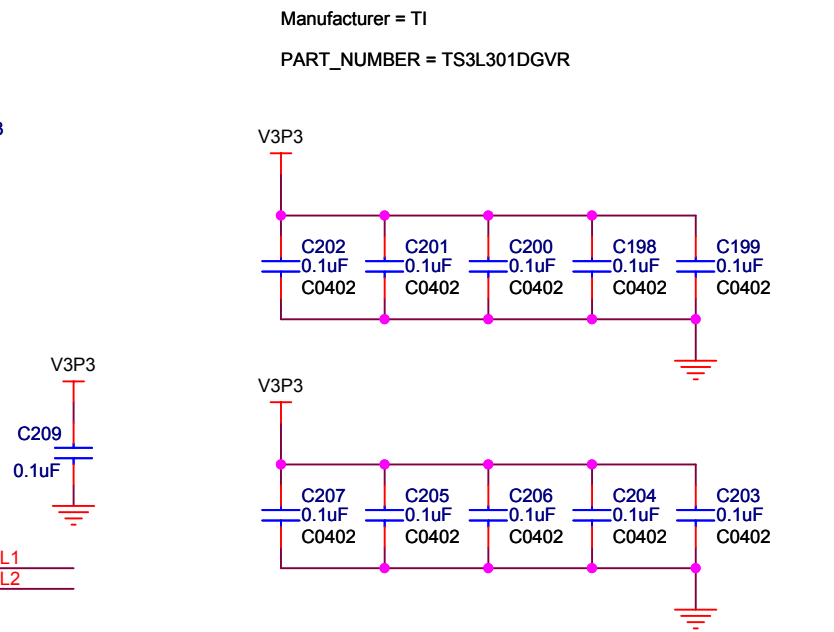 Manufacturer = TI
PART_NUMBER = TS3L301DGVR
V3P3
C202
0.1uF
C0402
C201
0.1uF
C0402
C200
0.1uF
C0402
C198
0.1uF
C0402
C199
0.1uF
C0402
V3P3
C209
0.1uF
V3P3
C207
0.1uF
C0402
C205
0.1uF
C0402
C206
0.1uF
C0402
C204
0.1uF
C0402
C203
0.1uF
C0402
L1
L2